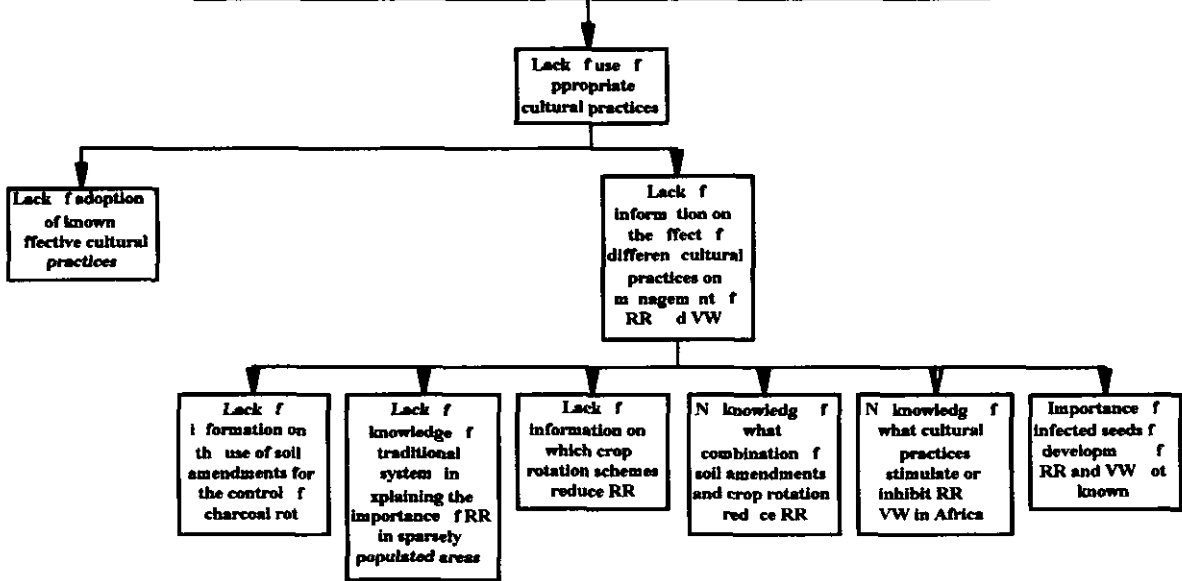 Lack f use f
ppropriate
cultural practices
Lack f adoption
of known
ffective cultural
practices
Lack f
inform tion on
the ffect f
differen cultural
practices on
m nagem nt f
RR d VW
Lack f
i formation on
th use of soil
amendments for
the control f
charcoal rot
Lack f
knowledge f
traditional
system in
xplaining the
importance f RR
in sparsely
populated areas
Lack f
information on
which crop
rotation schemes
reduce RR
N knowledg f
what
combination f
soil amendments
and crop rotation
red ce RR
N knowledg f
what cultural
practices
stimulate or
inhibit RR
VW in Africa
Importance f
infected seeds f
developm f
RR and VW ot
known